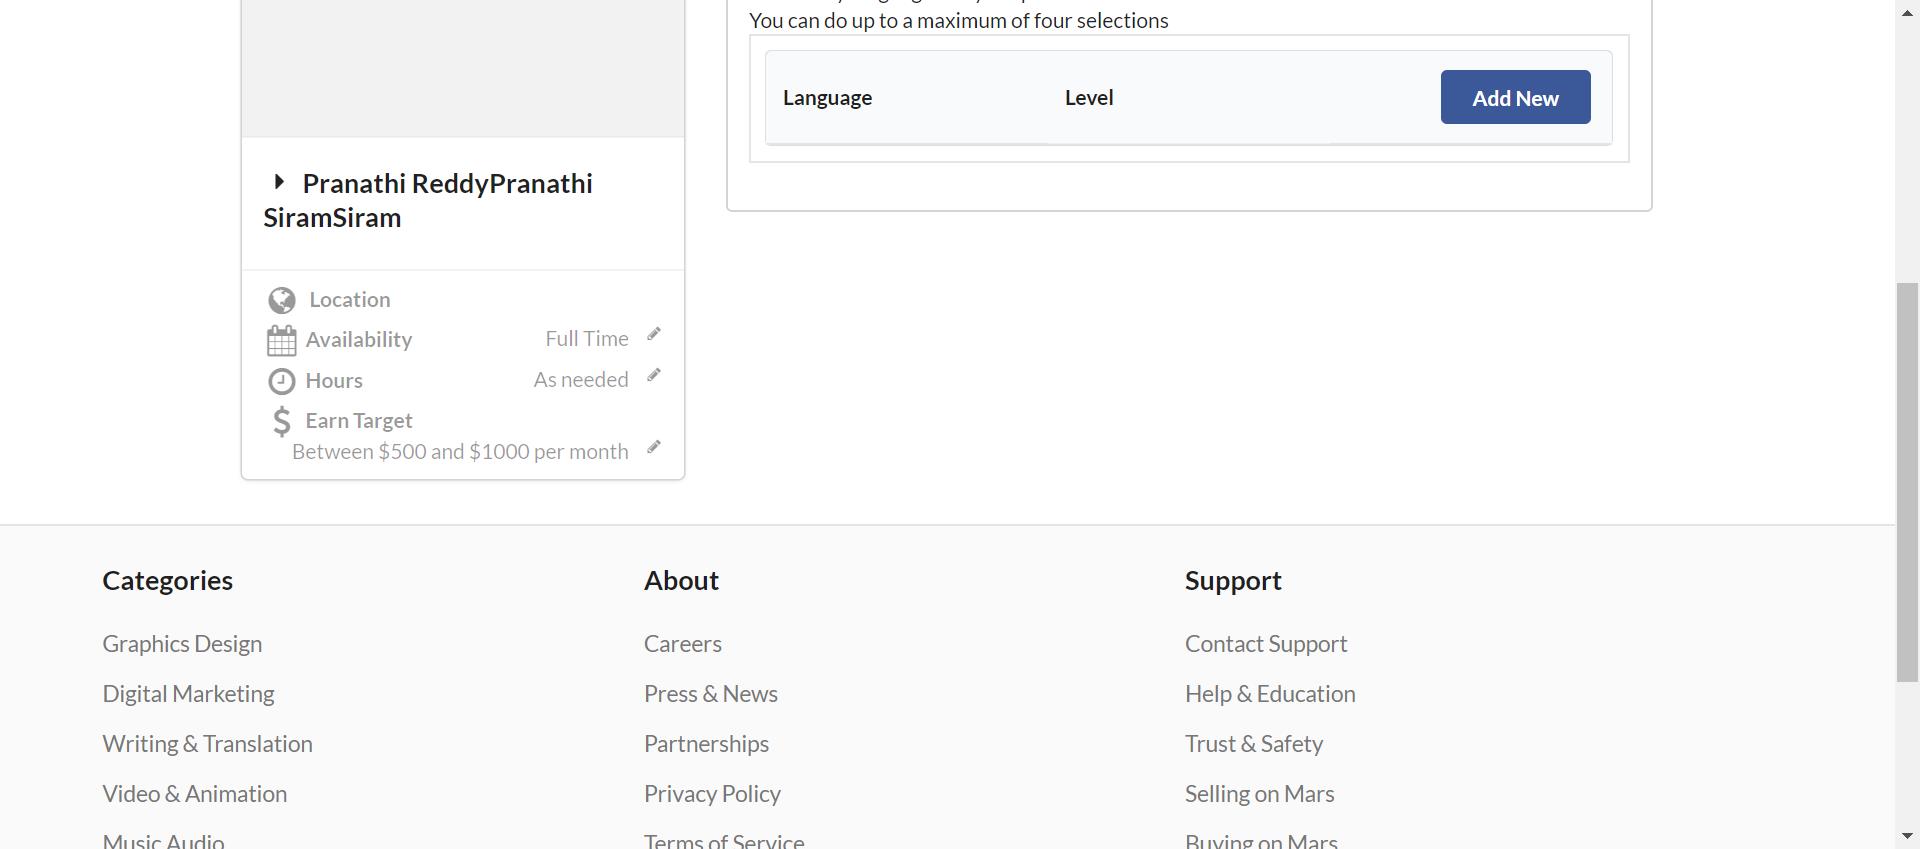 You can do up to a maximum of four selections
Language Level Add New
Pranathi ReddyPranathi
SiramSiram
Location
Availability Full Time
Hours As needed
Earn Target
Between $500 and $1000 per month
Categories About Support
Graphics Design Careers Contact Support
Digital Marketing Press & News Help & Education
Writing & Translation Partnerships Trust & Safety
Video & Animation Privacy Policy Selling on Mars
Music Audio Terms of Service Buying on Mars